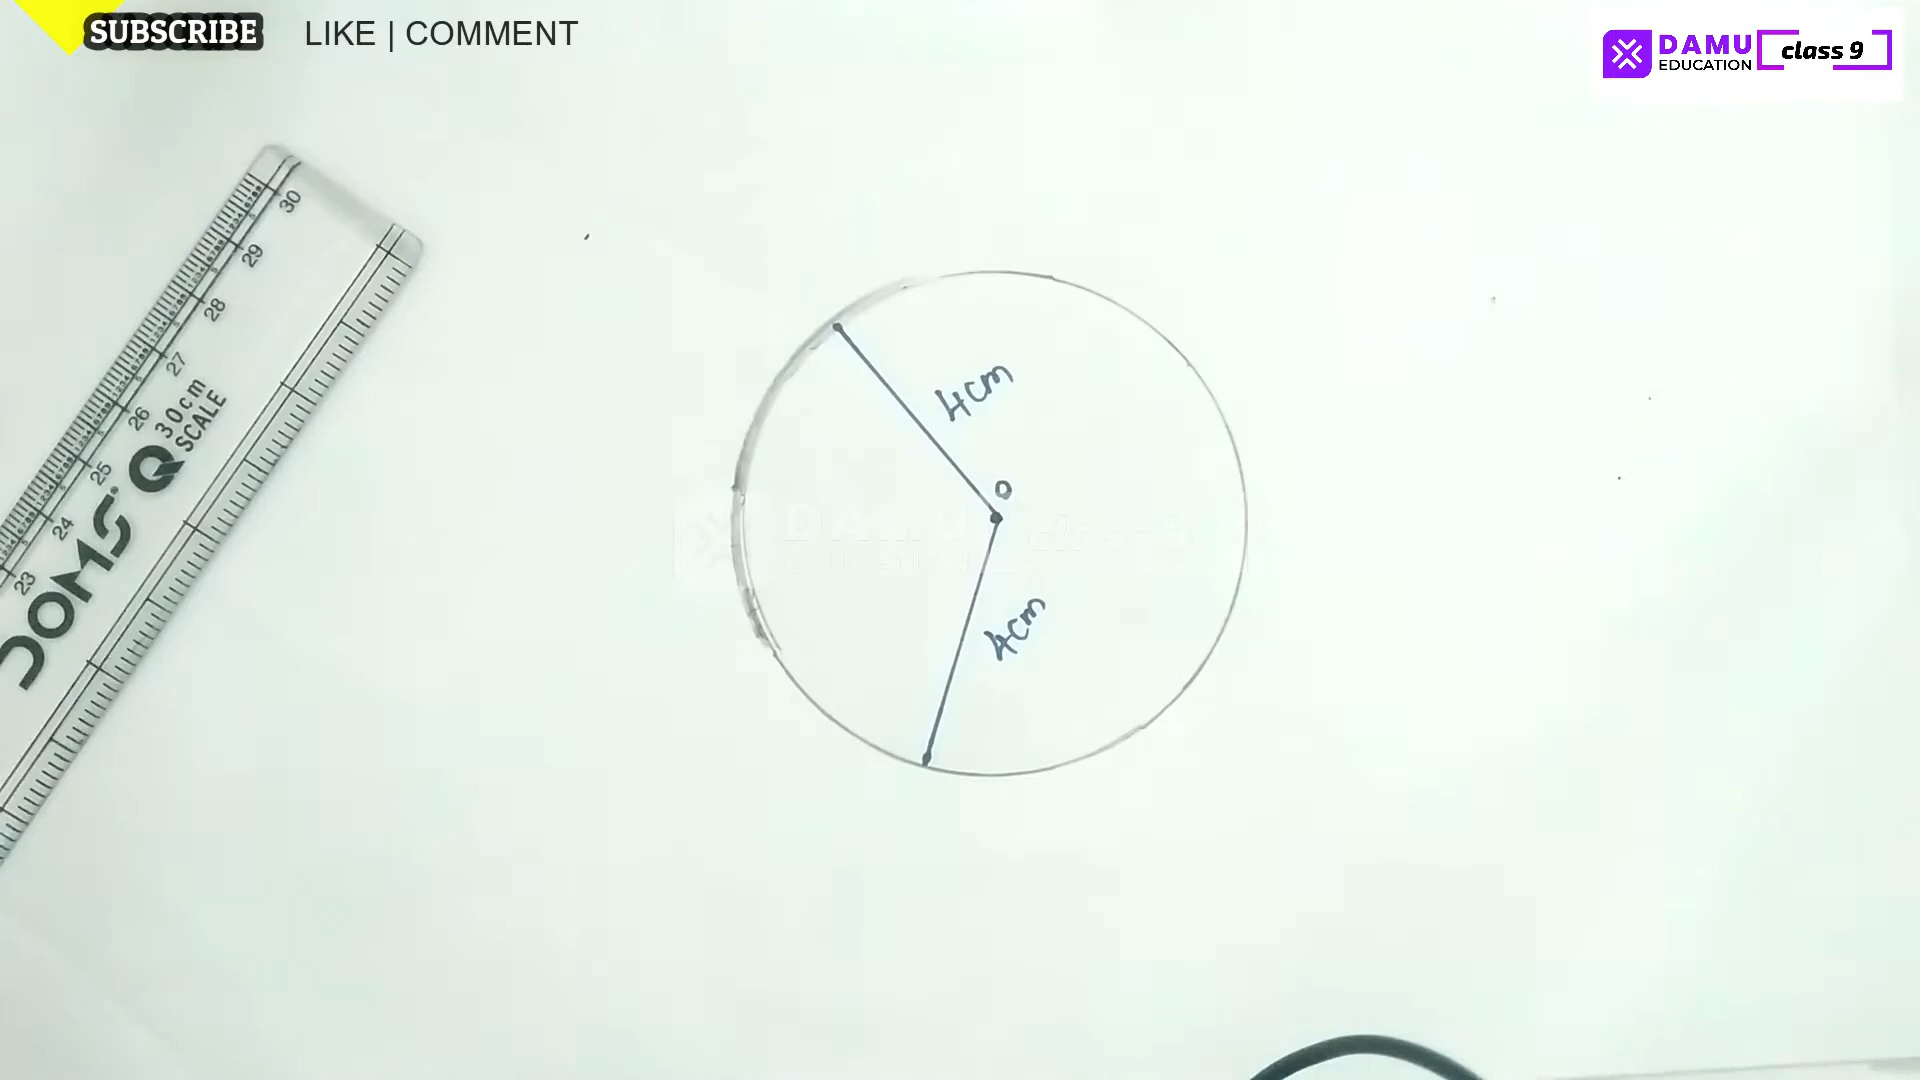 SUBSCRIBE
LIKE | COMMENT
DAMU
EDUCATION
class 9
30
29
28
27
26
25
24
23
30cm
SCALE
DOMS
Q
4cm
O
4cm